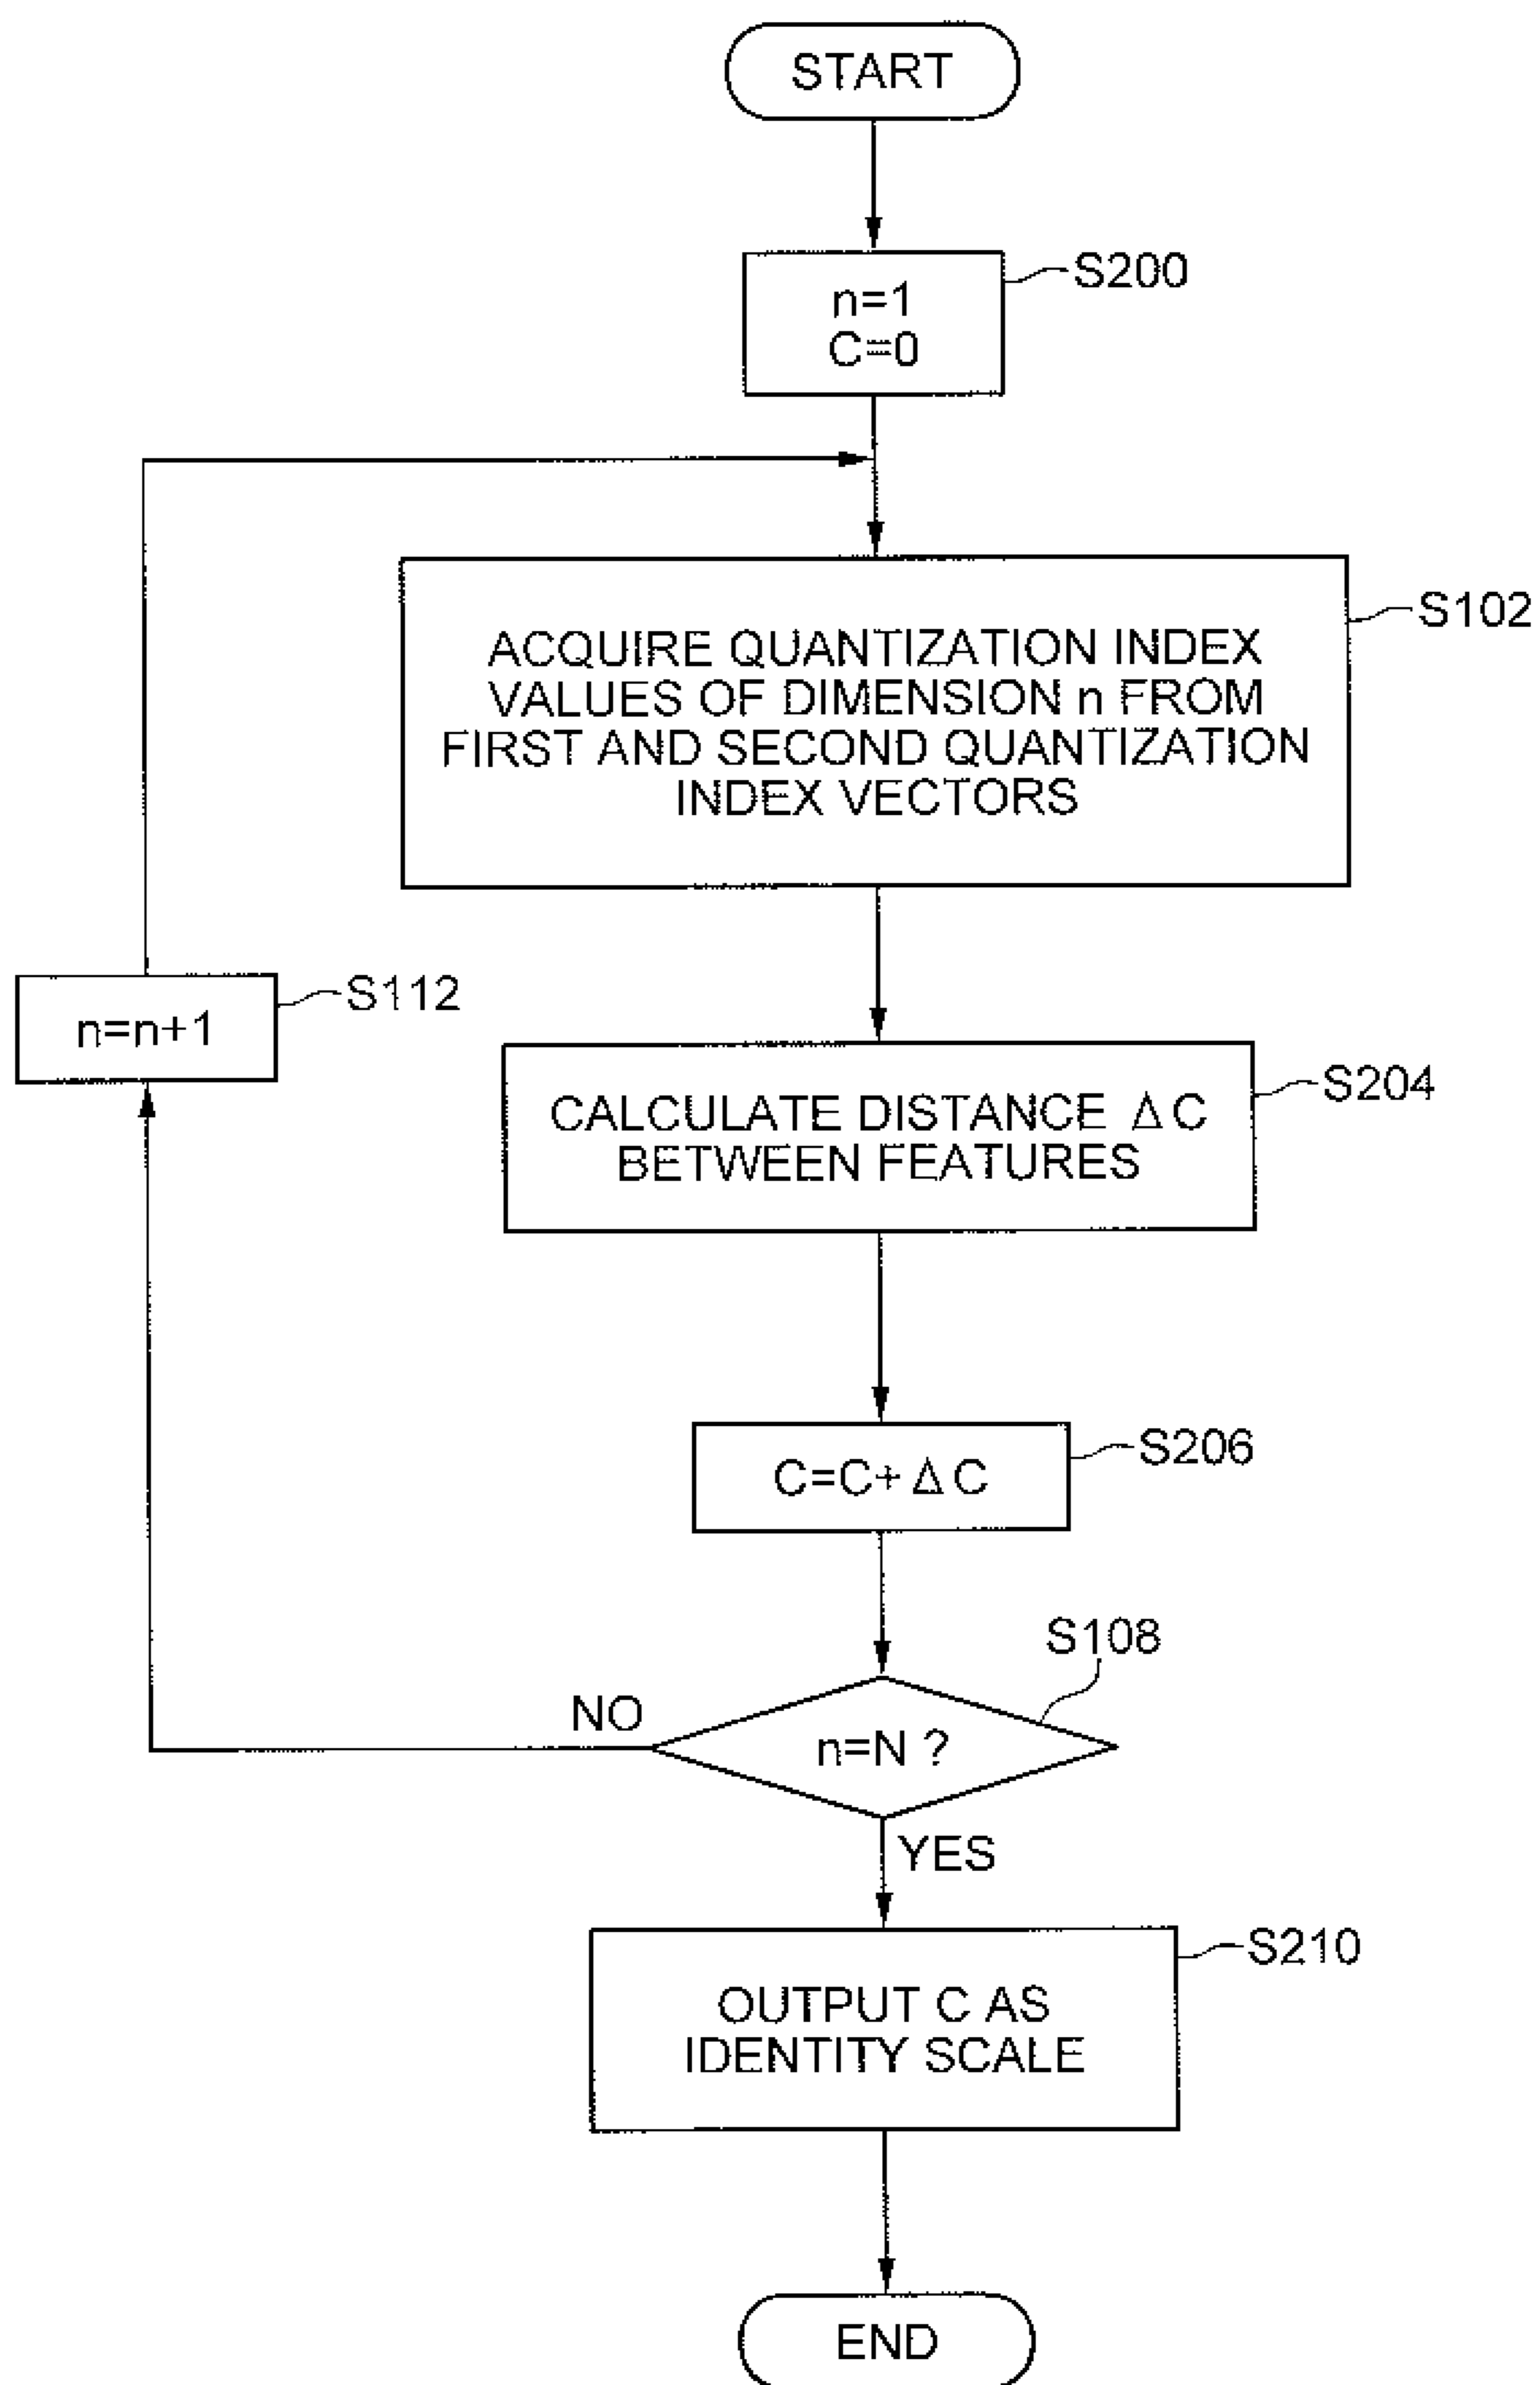 START
S200
n=1
C=0
S102
ACQUIRE QUANTIZATION INDEX
VALUES OF DIMENSION n FROM
FIRST AND SECOND QUANTIZATION
INDEX VECTORS
S112
n=n+1
S204
CALCULATE DISTANCE ΔC
BETWEEN FEATURES
S206
C=C+ΔC
S108
NO
n=N ?
YES
S210
OUTPUT C AS
IDENTITY SCALE
END